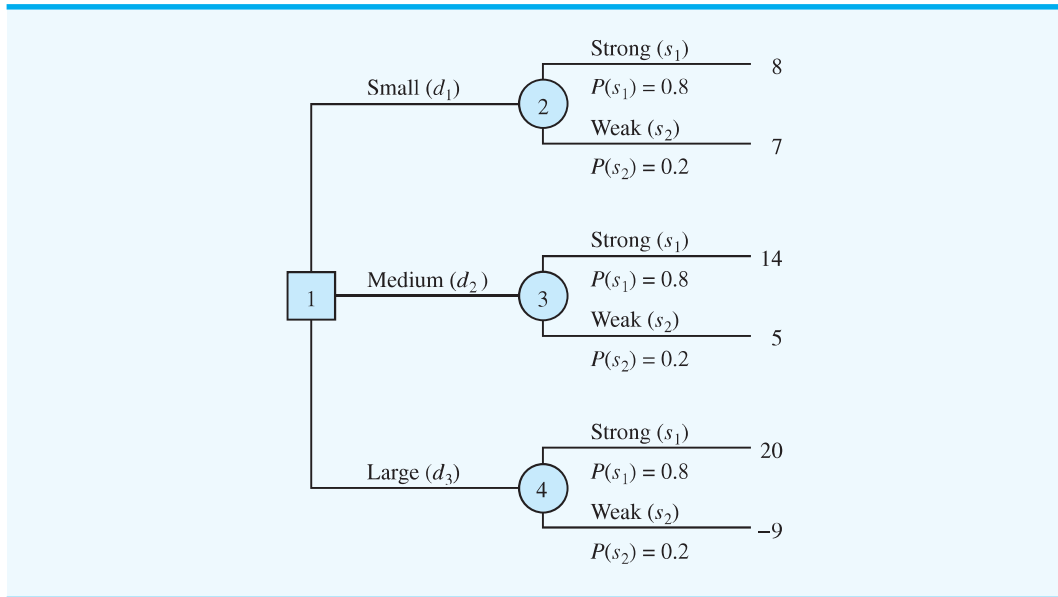 Strong (s₁)
8
Small (d₁)
P(s₁) = 0.8
2
Weak (s₂)
7
P(s₂) = 0.2
Strong (s₁)
14
Medium (d₂)
P(s₁) = 0.8
1
3
Weak (s₂)
5
P(s₂) = 0.2
Strong (s₁)
20
Large (d₃)
P(s₁) = 0.8
4
Weak (s₂)
–9
P(s₂) = 0.2